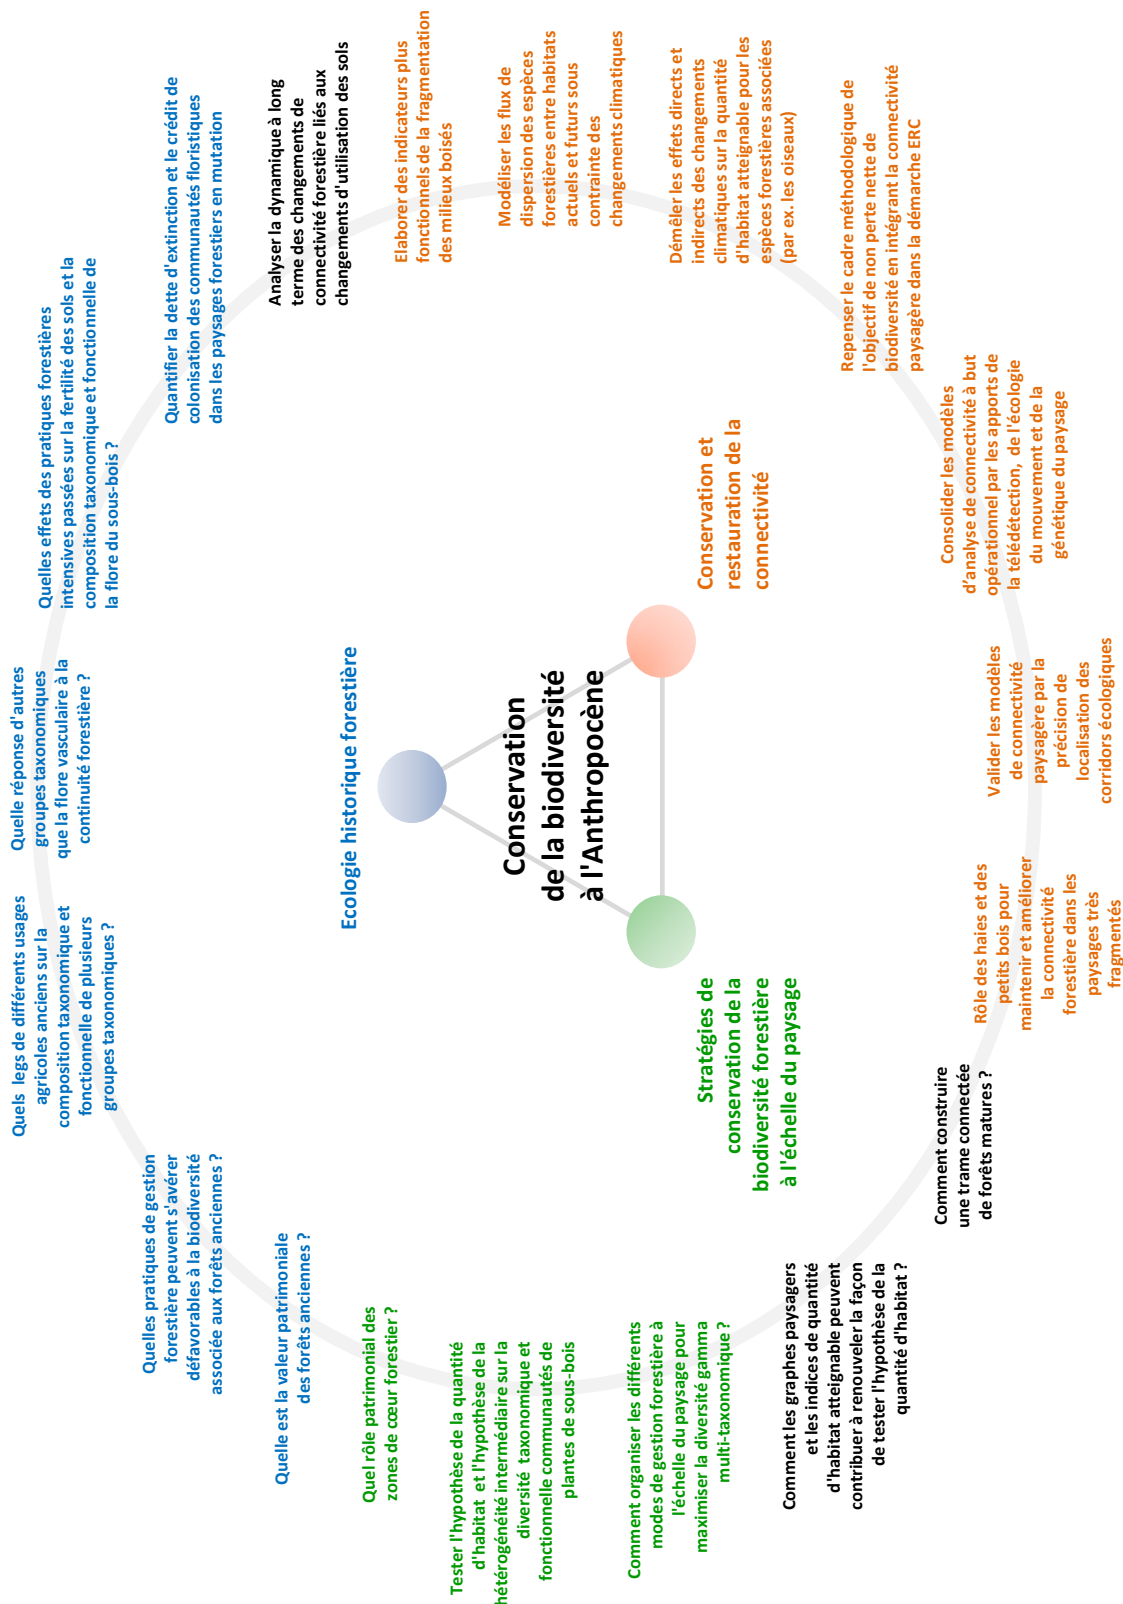 Quels legs de différents usages
agricoles anciens sur la
composition taxonomique et
fonctionnelle de plusieurs
groupes taxonomiques ?
Quelle réponse d'autres
groupes taxonomiques
que la flore vasculaire à la
continuité forestière ?
Quelles effets des pratiques forestières
intensives passées sur la fertilité des sols et la
composition taxonomique et fonctionnelle de
la flore du sous-bois ?
Quantifier la dette d'extinction et le crédit de
colonisation des communautés floristiques
dans les paysages forestiers en mutation
Analyser la dynamique à long
terme des changements de
connectivité forestière liés aux
changements d'utilisation des sols
Elaborer des indicateurs plus
fonctionnels de la fragmentation
des milieux boisés
Modéliser les flux de
dispersion des espèces
forestières entre habitats
actuels et futurs sous
contrainte des
changements climatiques
Démêler les effets directs et
indirects des changements
climatiques sur la quantité
d'habitat atteignable pour les
espèces forestières associées
(par ex. les oiseaux)
Repenser le cadre méthodologique de
l'objectif de non perte nette de
biodiversité en intégrant la connectivité
paysagère dans la démarche ERC
Consolider les modèles
d'analyse de connectivité à but
opérationnel par les apports de
la télédétection, de l'écologie
du mouvement et de la
génétique du paysage
Valider les modèles
de connectivité
paysagère par la
précision de
localisation des
corridors écologiques
Rôle des haies et des
petits bois pour
maintenir et améliorer
la connectivité
forestière dans les
paysages très
fragmentés
Comment construire
une trame connectée
de forêts matures ?
Comment les graphes paysagers
et les indices de quantité
d'habitat atteignable peuvent
contribuer à renouveler la façon
de tester l'hypothèse de la
quantité d'habitat ?
Comment organiser les différents
modes de gestion forestière à
l'échelle du paysage pour
maximiser la diversité gamma
multi-taxonomique ?
Tester l'hypothèse de la quantité
d'habitat et l'hypothèse de la
hétérogénéité intermédiaire sur la
diversité taxonomique et
fonctionnelle communautés de
plantes de sous-bois
Quel rôle patrimonial des
zones de cœur forestier ?
Quelle est la valeur patrimoniale
des forêts anciennes ?
Quelles pratiques de gestion
forestière peuvent s'avérer
défavorables à la biodiversité
associée aux forêts anciennes ?
Ecologie historique forestière
Conservation
de la biodiversité
à l'Anthropocène
Stratégies de
conservation de la
biodiversité forestière
à l'échelle du paysage
Conservation et
restauration de la
connectivité